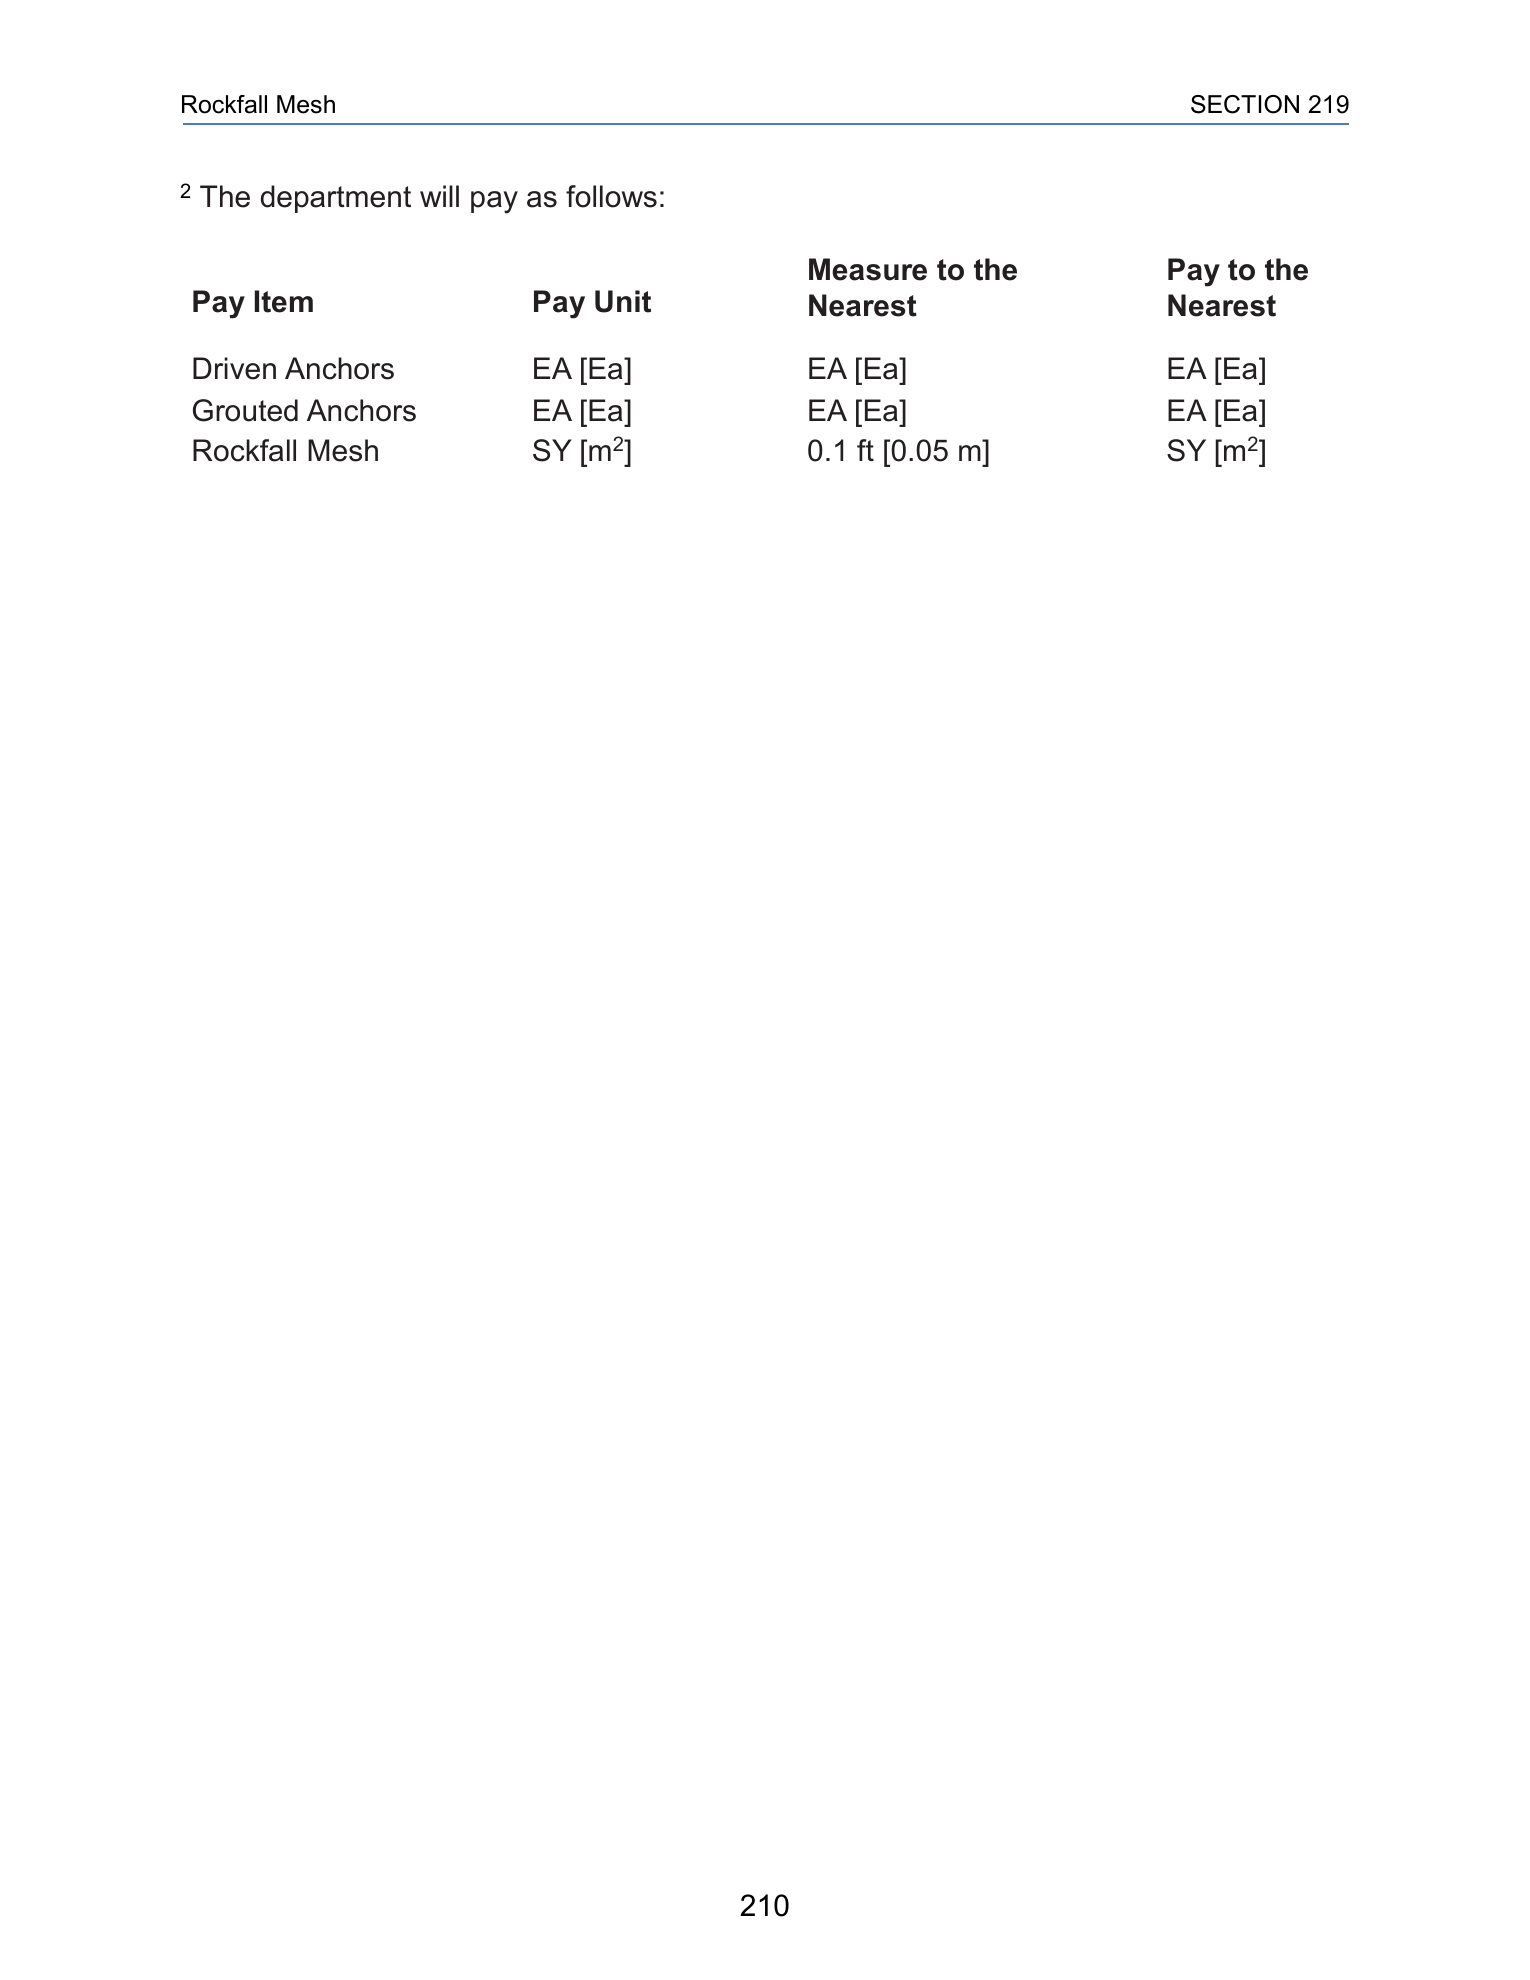 Rockfall Mesh SECTION 219
2 The department will pay as follows:
Pay Item Pay Unit Measure to the Nearest Pay to the Nearest
Driven Anchors EA [Ea] EA [Ea] EA [Ea]
Grouted Anchors EA [Ea] EA [Ea] EA [Ea]
Rockfall Mesh SY [m²] 0.1 ft [0.05 m] SY [m²]
210